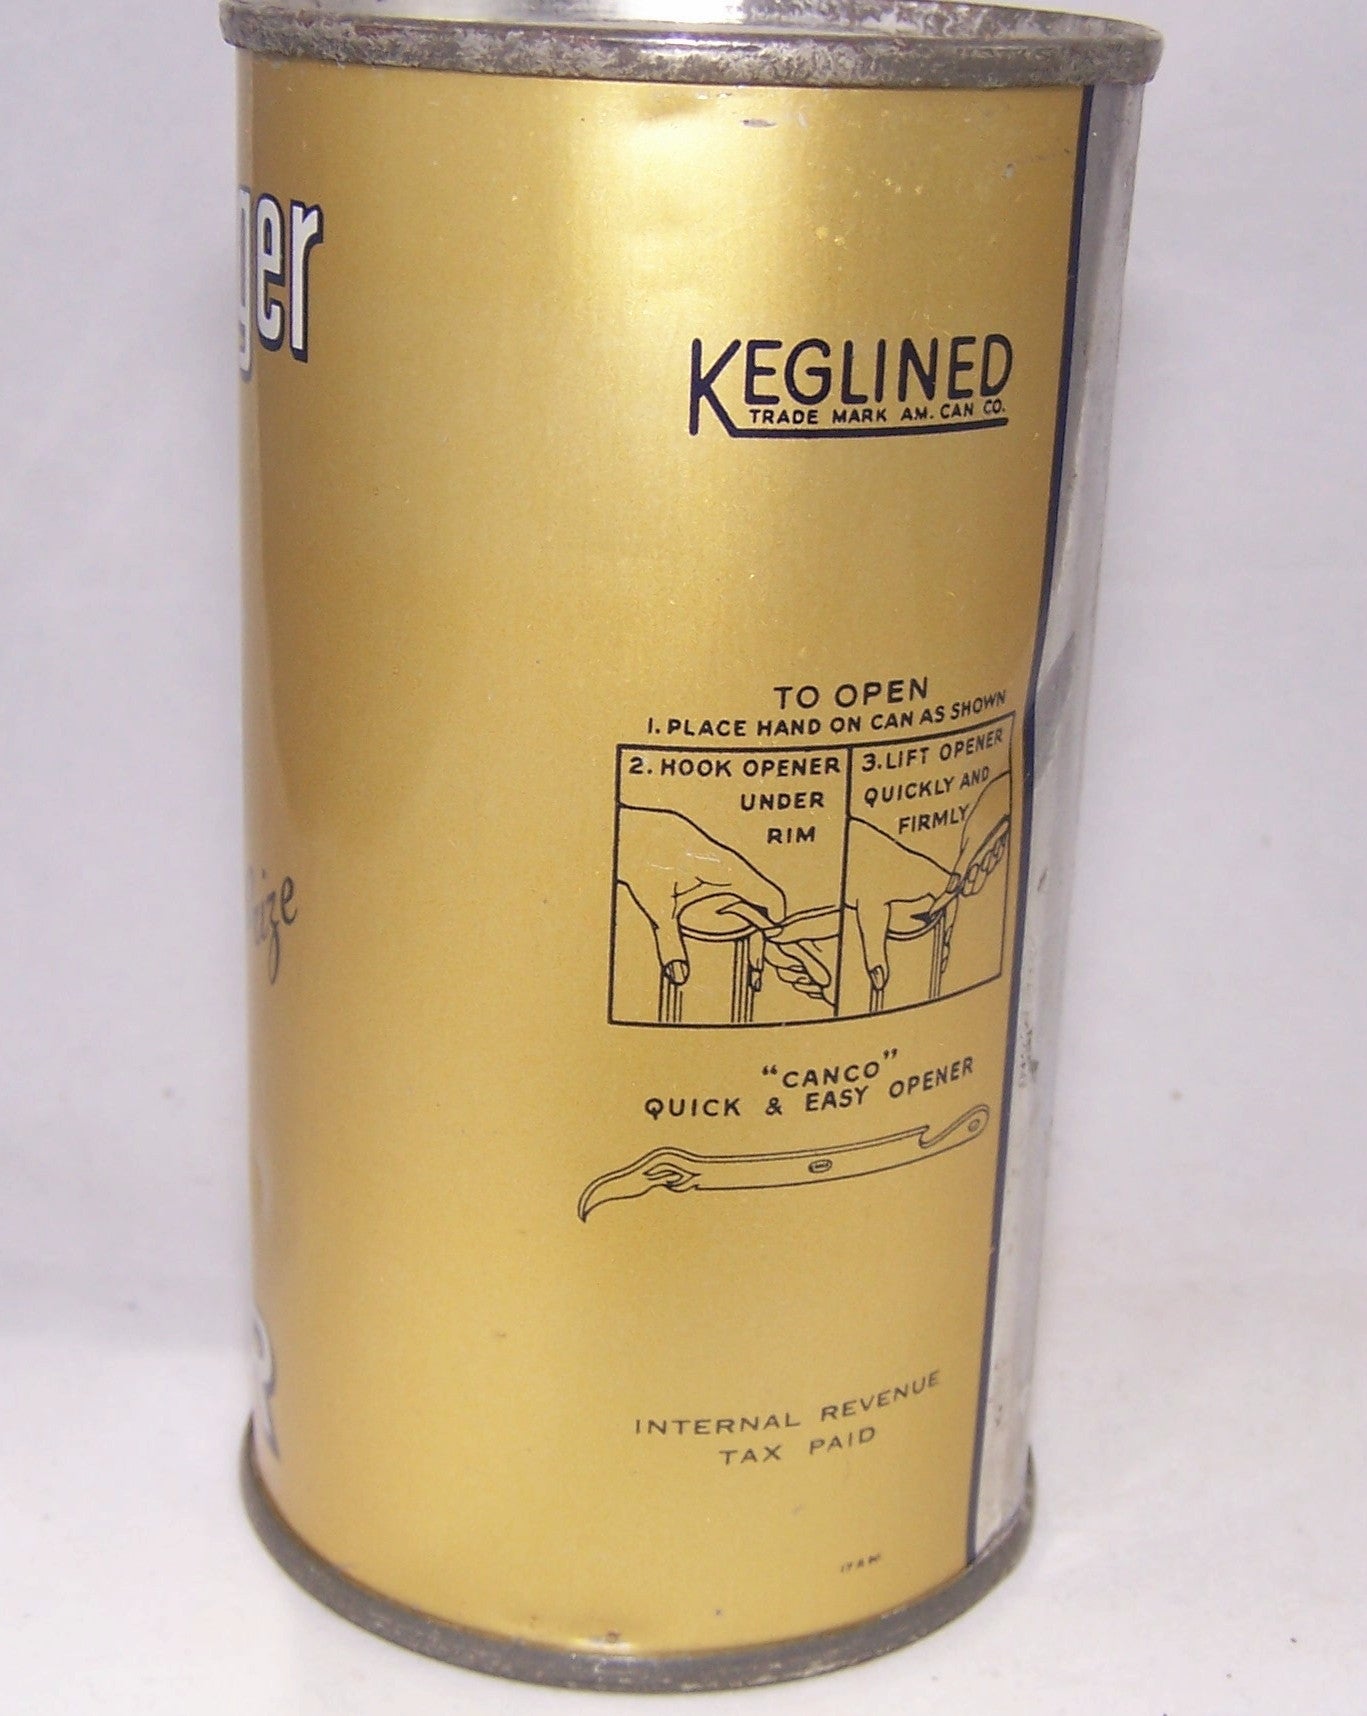 KEGLINED
TRADE MARK AM. CAN CO.
TO OPEN
1. PLACE HAND ON CAN AS SHOWN
2. HOOK OPENER
UNDER
RIM
3. LIFT OPENER
QUICKLY AND
FIRMLY
"CANCO"
QUICK & EASY OPENER
INTERNAL REVENUE
TAX PAID